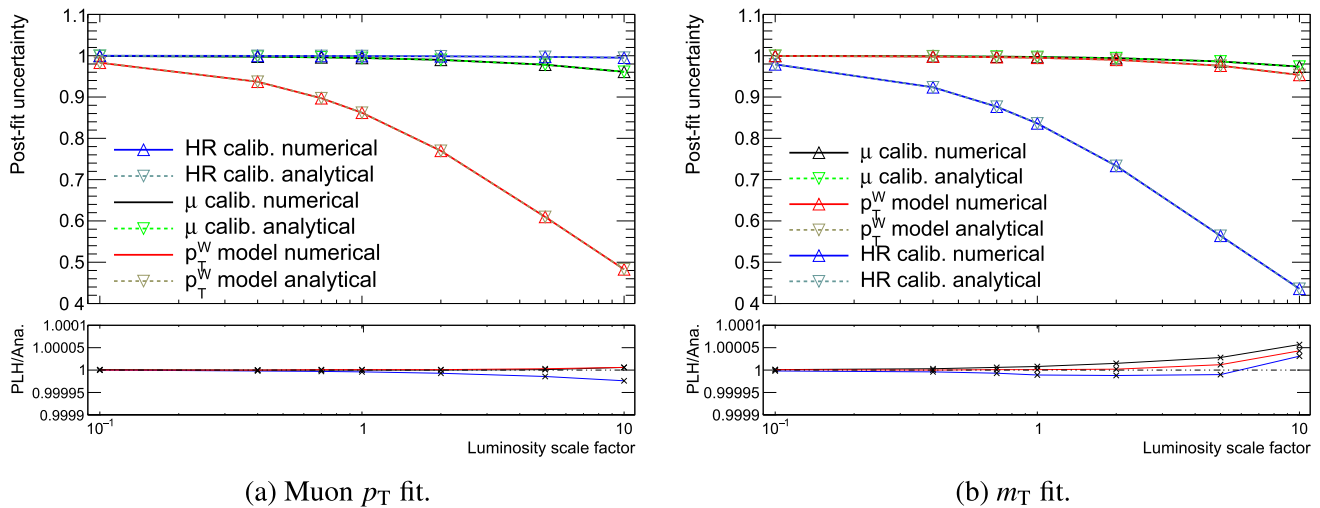 Post-fit uncertainty
1.1
1
0.9
0.8
0.7
0.6
0.5
0 4
HR calib. numerical
HR calib. analytical
μ calib. numerical
μ calib. analytical
p_T^W model numerical
p_T^W model analytical
PLH/Ana.
1.0001
1.00005
1
0.99995
0.9999
10⁻¹ 1 10
Luminosity scale factor
(a) Muon p_T fit.
Post-fit uncertainty
1.1
1
0.9
0.8
0.7
0.6
0.5
0 4
μ calib. numerical
μ calib. analytical
p_T^W model numerical
p_T^W model analytical
HR calib. numerical
HR calib. analytical
PLH/Ana.
1.0001
1.00005
1
0.99995
0.9999
10⁻¹ 1 10
Luminosity scale factor
(b) m_T fit.